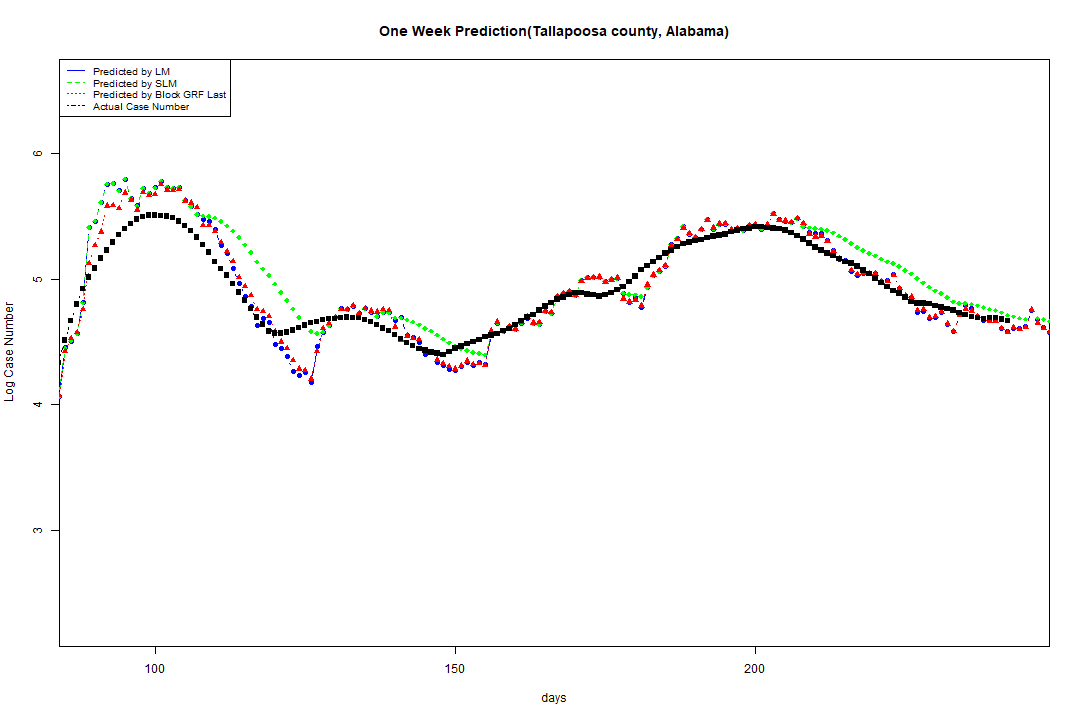 One Week Prediction(Tallapoosa county, Alabama)
Predicted by LM
Predicted by SLM
Predicted by Block GRF Last
Actual Case Number
6
5
4
3
Log Case Number
100
150
200
days